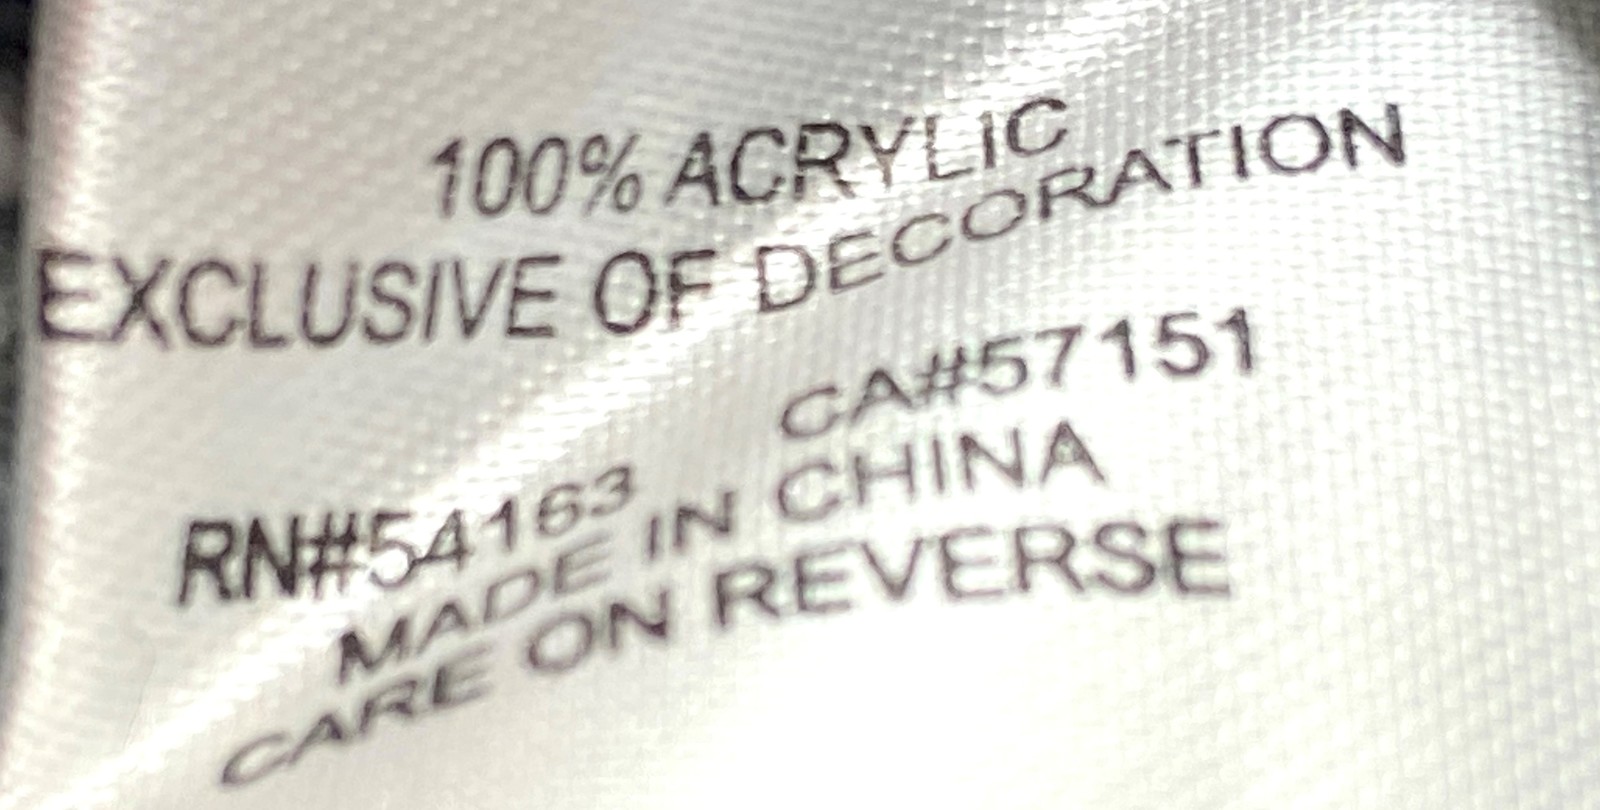 100% ACRYLIC
EXCLUSIVE OF DECORATION
RN#54163 CA#57151
MADE IN CHINA
CARE ON REVERSE